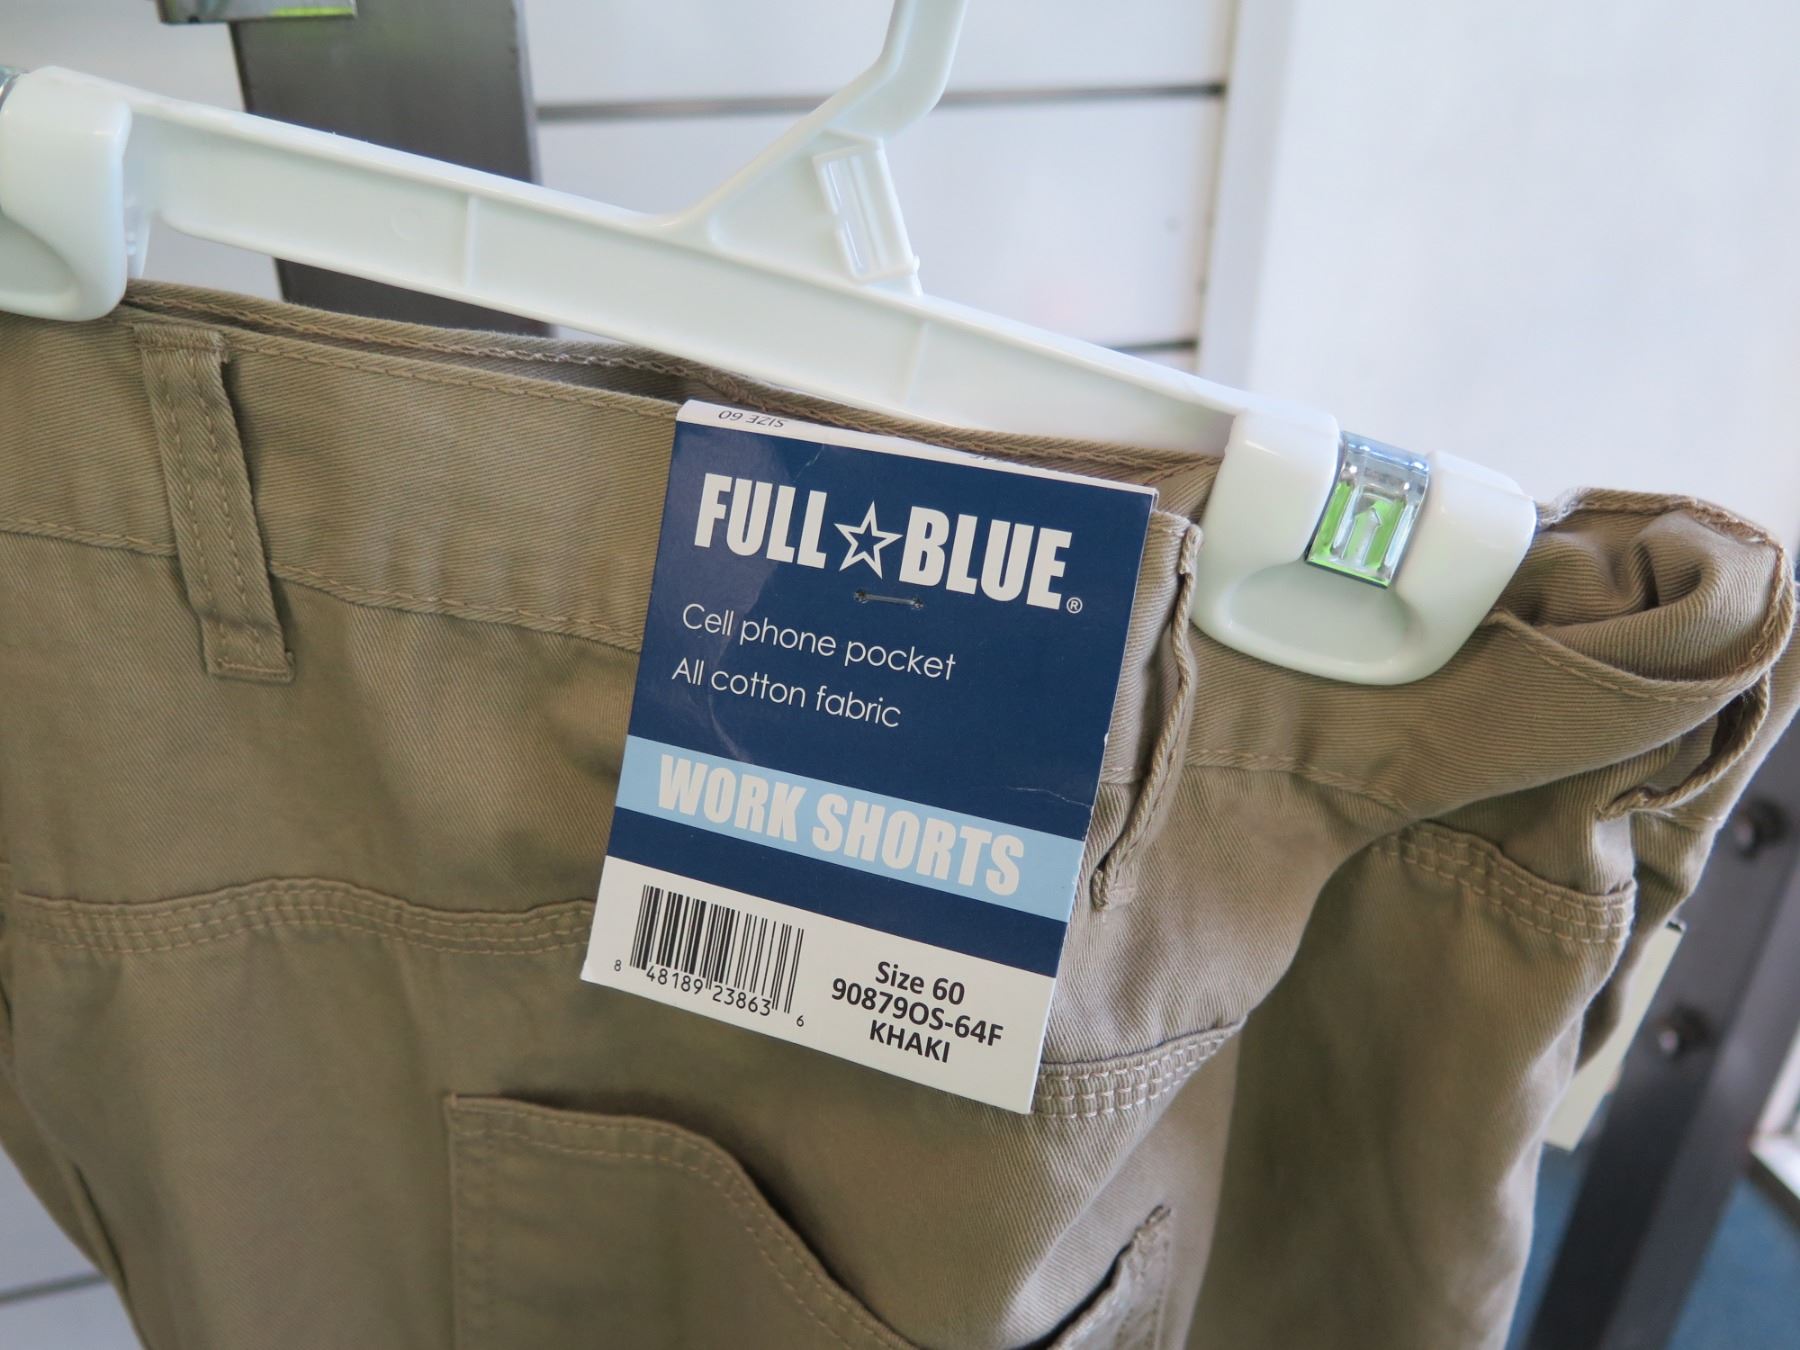 SIZE 60
FULL BLUE®
Cell phone pocket
All cotton fabric
WORK SHORTS
8 48189 23863 6
Size 60
90879OS-64F
KHAKI